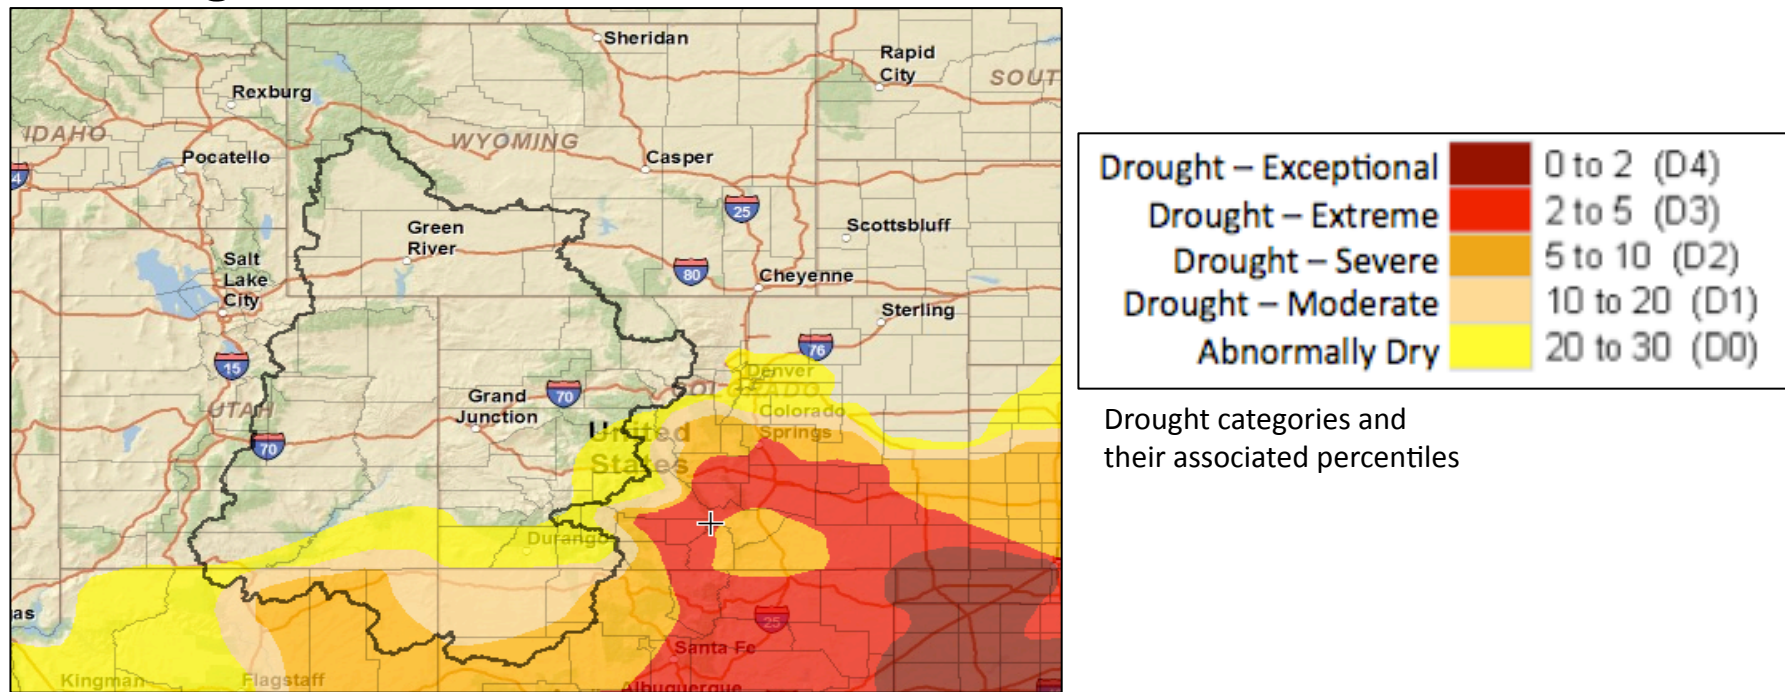 Sheridan
Rapid
City
SOUT
Rexburg
IDAHO
WYOMING
Pocatello
Casper
4
25
Green
River
Scottsbluff
Salt
Lake
City
80
Cheyenne
Sterling
76
15
Denver
COLORADO
Grand
Junction
70
UTAH
Colorado
Springs
United
States
70
Durango
as
25
Santa Fe
Kingman
Flagstaff
Albuquerque
Drought – Exceptional 0 to 2 (D4)
Drought – Extreme 2 to 5 (D3)
Drought – Severe 5 to 10 (D2)
Drought – Moderate 10 to 20 (D1)
Abnormally Dry 20 to 30 (D0)
Drought categories and
their associated percentiles